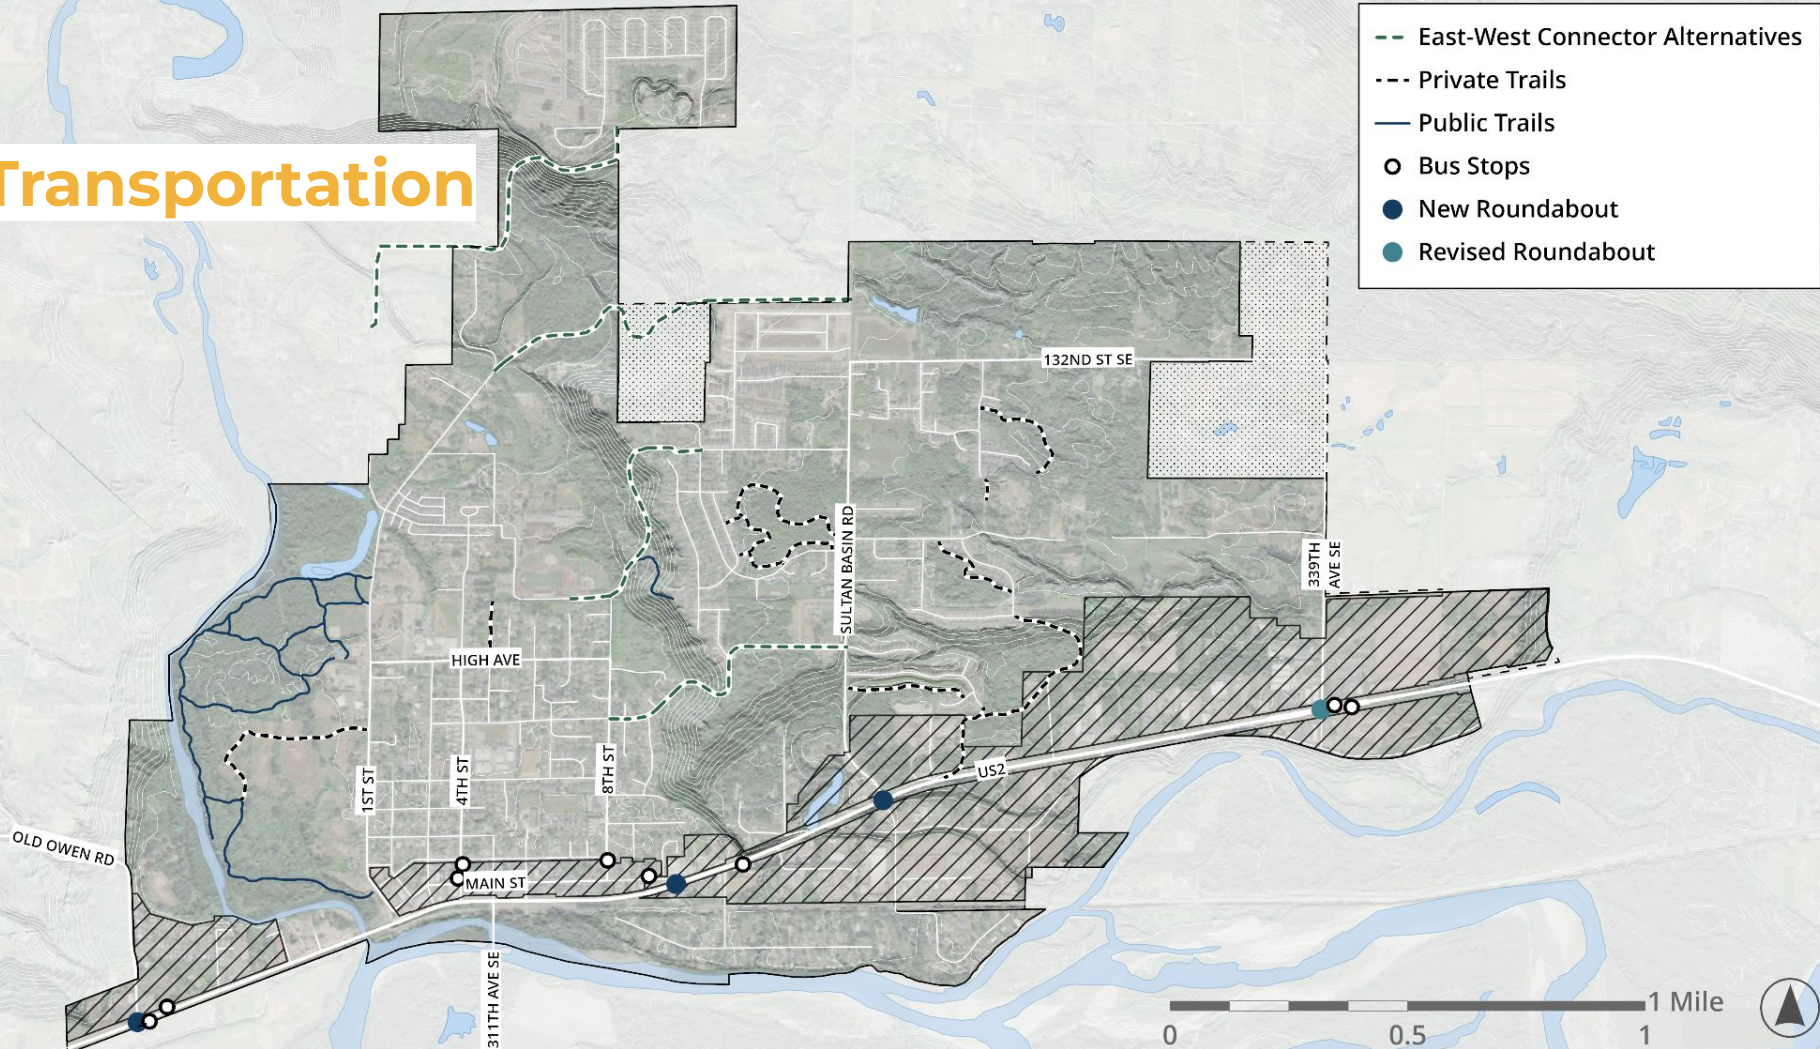 East-West Connector Alternatives
Private Trails
Public Trails
Bus Stops
New Roundabout
Revised Roundabout
Transportation
132ND ST SE
SULTAN BASIN RD
339TH
AVE SE
HIGH AVE
1ST ST
4TH ST
8TH ST
US2
OLD OWEN RD
MAIN ST
311TH AVE SE
1 Mile
0
0.5
1